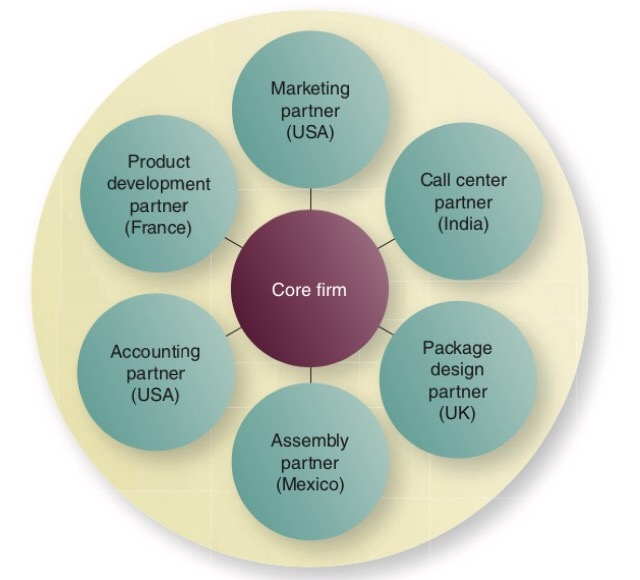 Marketing
partner
(USA)
Product
development
partner
(France)
Call center
partner
(India)
Core firm
Accounting
partner
(USA)
Package
design
partner
(UK)
Assembly
partner
(Mexico)